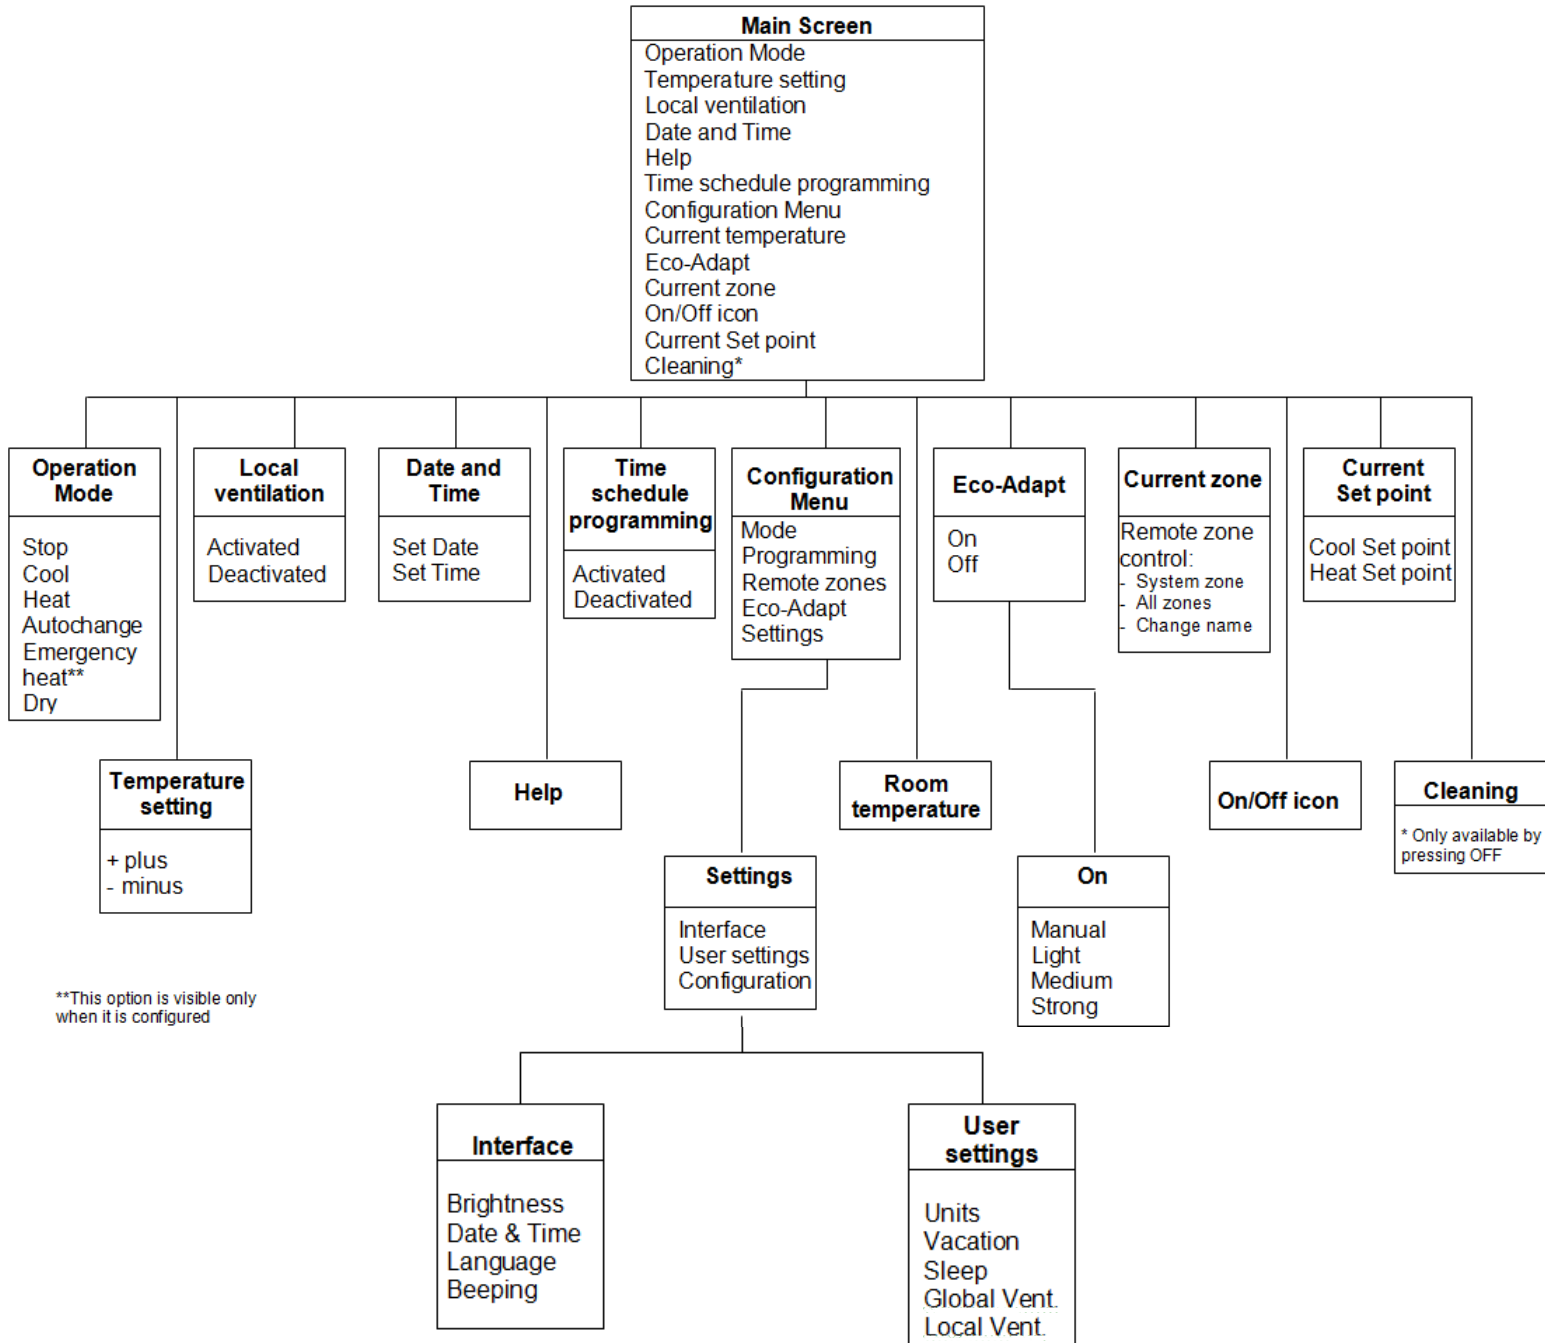 Main Screen
Operation Mode
Temperature setting
Local ventilation
Date and Time
Help
Time schedule programming
Configuration Menu
Current temperature
Eco-Adapt
Current zone
On/Off icon
Current Set point
Cleaning*
Operation
Mode
Stop
Cool
Heat
Autochange
Emergency
heat**
Dry
Local
ventilation
Activated
Deactivated
Date and
Time
Set Date
Set Time
Time
schedule
programming
Activated
Deactivated
Configuration
Menu
Mode
Programming
Remote zones
Eco-Adapt
Settings
Eco-Adapt
On
Off
Current zone
Remote zone
control:
- System zone
- All zones
- Change name
Current
Set point
Cool Set point
Heat Set point
Temperature
setting
+ plus
- minus
Help
Room
temperature
On/Off icon
Cleaning
* Only available by
pressing OFF
Settings
Interface
User settings
Configuration
On
Manual
Light
Medium
Strong
**This option is visible only
when it is configured
Interface
Brightness
Date & Time
Language
Beeping
User
settings
Units
Vacation
Sleep
Global Vent.
Local Vent.